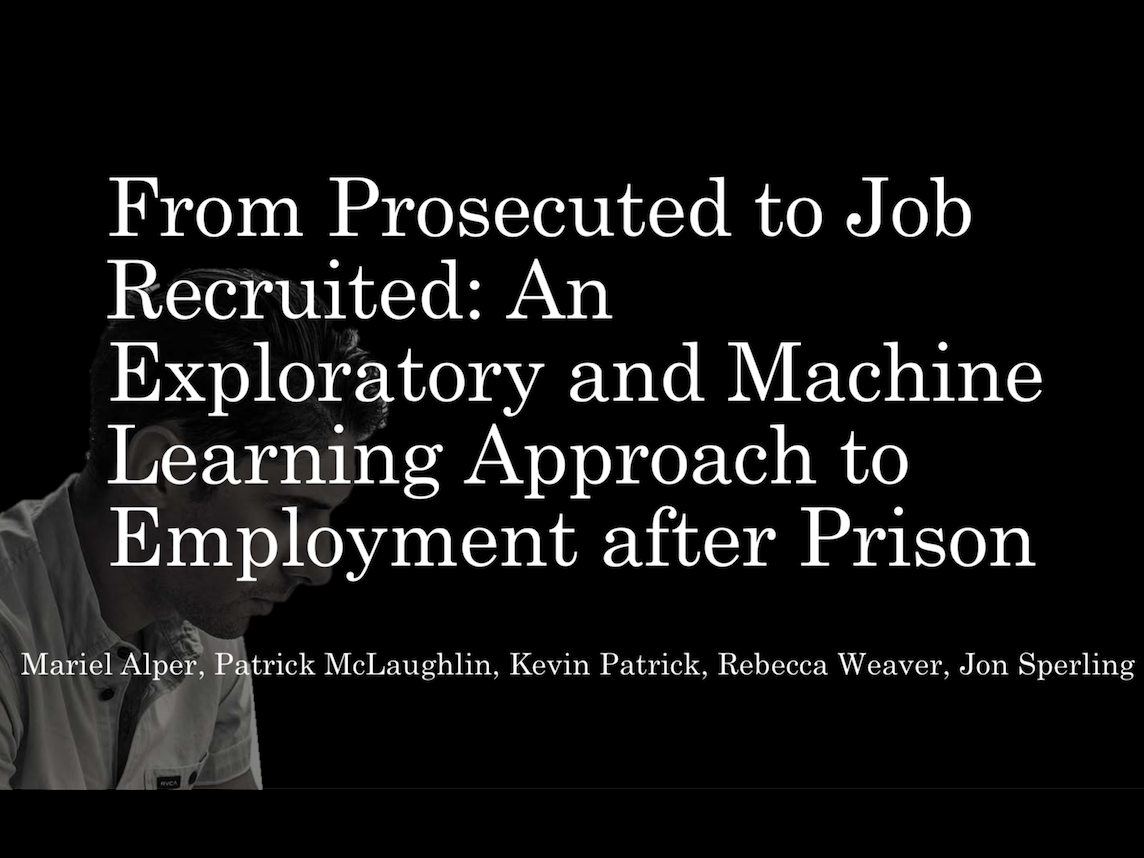 From Prosecuted to Job
Recruited: An
Exploratory and Machine
Learning Approach to
Employment after Prison
Mariel Alper, Patrick McLaughlin, Kevin Patrick, Rebecca Weaver, Jon Sperling
RVCA